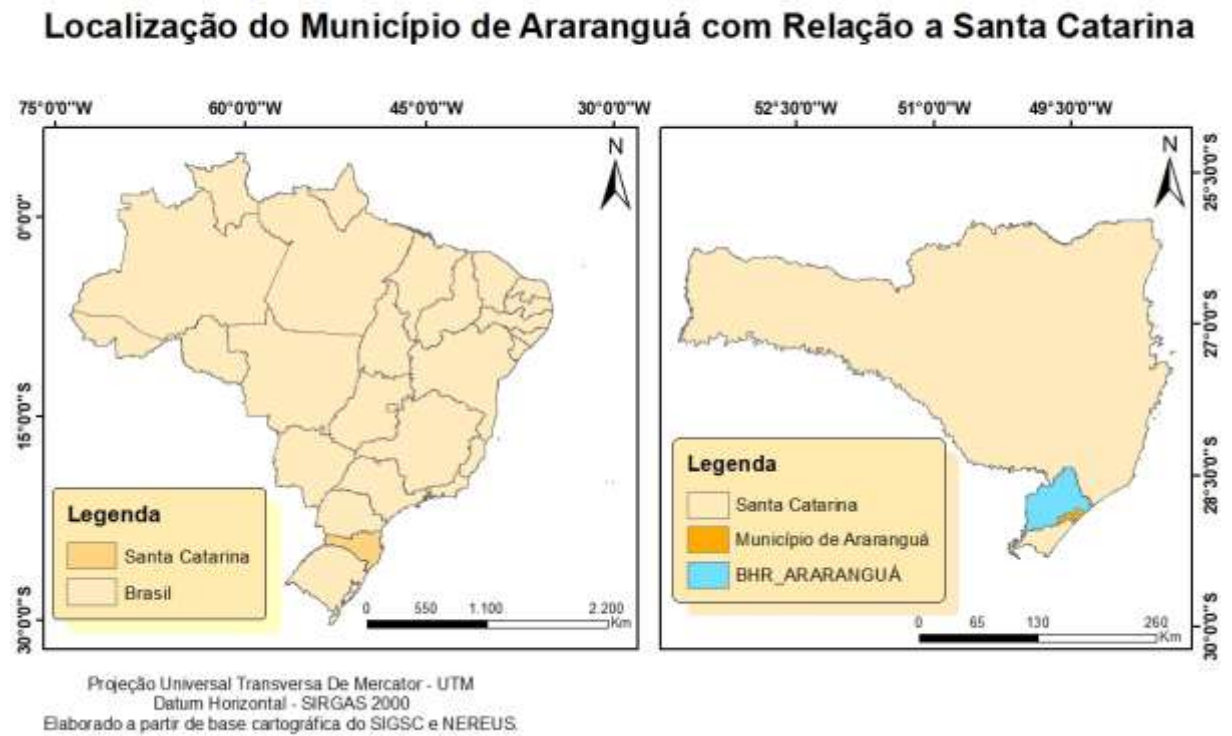 Localização do Município de Araranguá com Relação a Santa Catarina
75°0'0"W 60°0'0"W 45°0'0"W 30°0'0"W
N
0°0'0"
15°0'0"S
30°0'0"S
Legenda
Santa Catarina
Brasil
0 550 1.100 2.200
Km
52°30'0"W 51°0'0"W 49°30'0"W
N
25°30'0"S
27°0'0"S
28°30'0"S
30°0'0"S
Legenda
Santa Catarina
Município de Araranguá
BHR_ARARANGUÁ
0 65 130 260
Km
Projeção Universal Transversa De Mercator - UTM
Datum Horizontal - SIRGAS 2000
Elaborado a partir de base cartográfica do SIGSC e NEREUS.